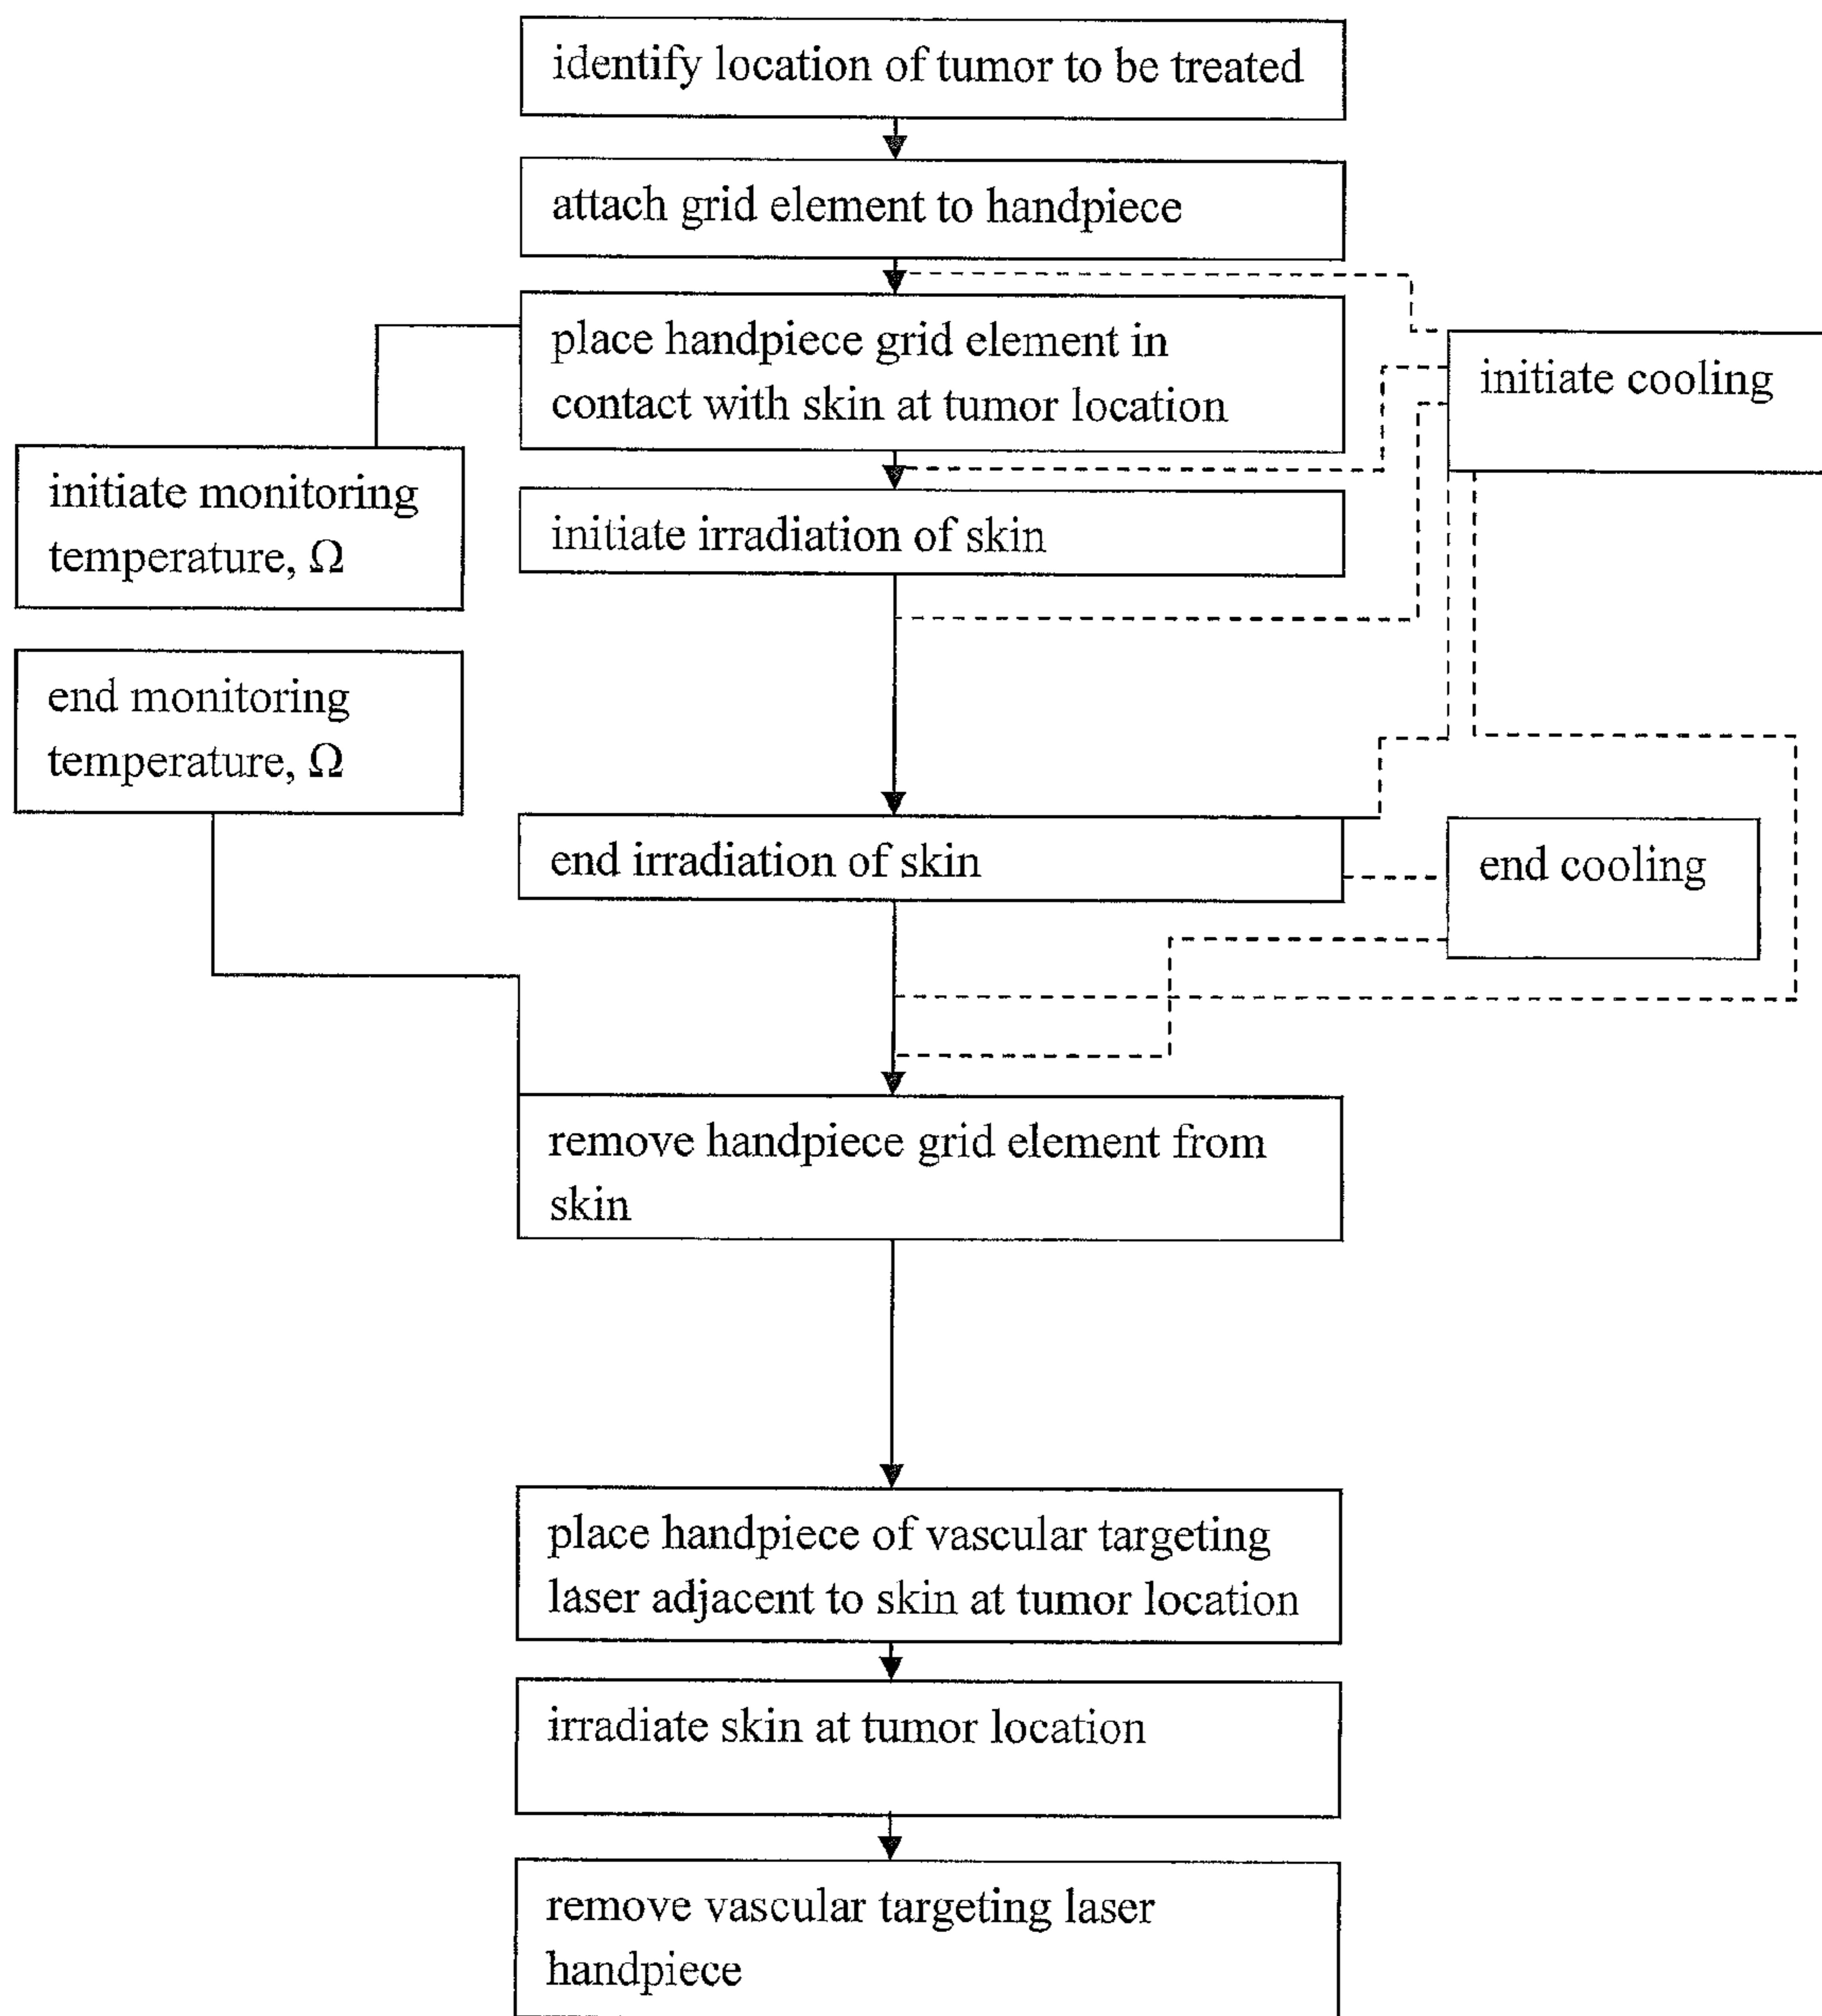 identify location of tumor to be treated
attach grid element to handpiece
place handpiece grid element in
contact with skin at tumor location
initiate cooling
initiate monitoring
temperature, Ω
initiate irradiation of skin
end monitoring
temperature, Ω
end irradiation of skin
end cooling
remove handpiece grid element from
skin
place handpiece of vascular targeting
laser adjacent to skin at tumor location
irradiate skin at tumor location
remove vascular targeting laser
handpiece